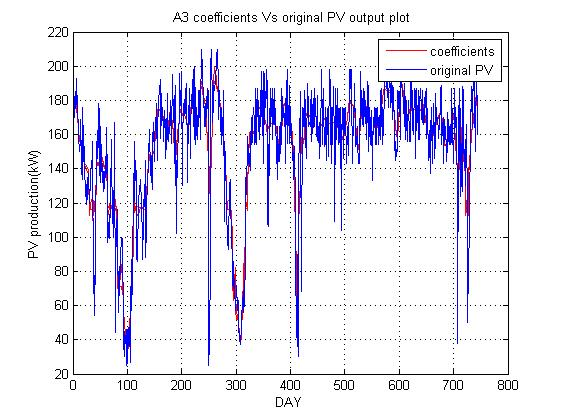 A3 coefficients Vs original PV output plot
220
200
180
160
140
120
100
80
60
40
20
PV production(kW)
coefficients
original PV
0 100 200 300 400 500 600 700 800
DAY